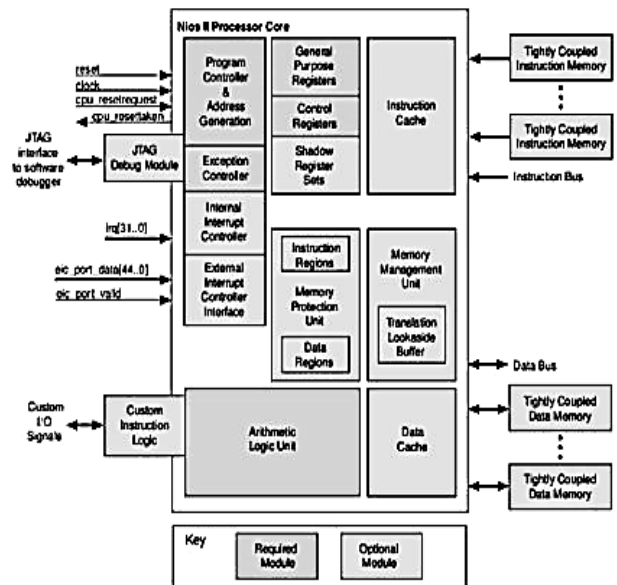 Nios II Processor Core
reset
clock
cpu_resetrequest
cpu_resettaken
JTAG
interface
to software
debugger
JTAG
Debug Module
irq[31..0]
eic_port_data[44..0]
eic_port_valid
Custom
I/O
Signals
Custom
Instruction
Logic
Program
Controller
&
Address
Generation
Exception
Controller
Internal
Interrupt
Controller
External
Interrupt
Controller
Interface
General
Purpose
Registers
Control
Registers
Shadow
Register
Sets
Instruction
Cache
Instruction
Regions
Memory
Protection
Unit
Data
Regions
Memory
Management
Unit
Translation
Lookaside
Buffer
Arithmetic
Logic Unit
Data
Cache
Tightly Coupled
Instruction Memory
Tightly Coupled
Instruction Memory
Instruction Bus
Data Bus
Tightly Coupled
Data Memory
Tightly Coupled
Data Memory
Key
Required
Module
Optional
Module